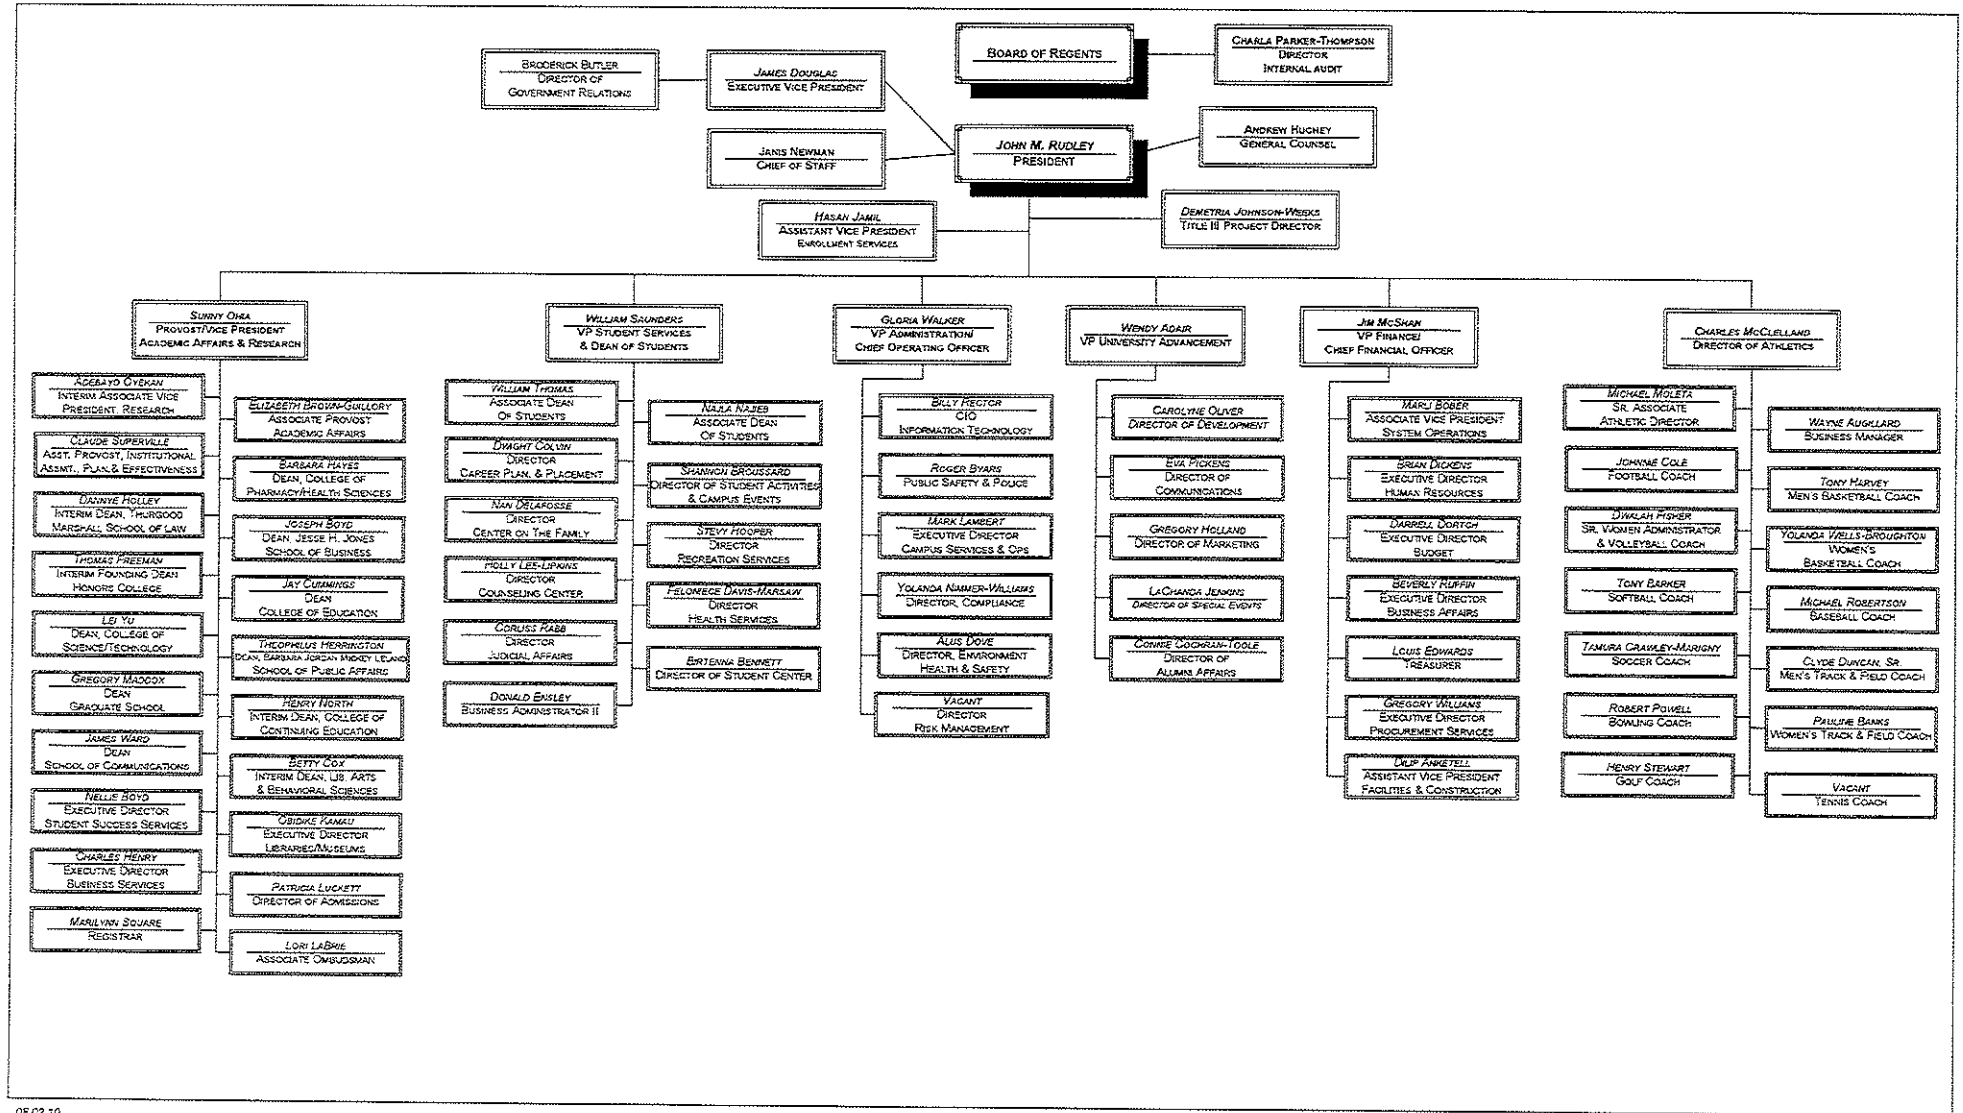 BOARD OF REGENTS
CHARLA PARKER-THOMPSON
DIRECTOR
INTERNAL AUDIT
BRODERICK BUTLER
DIRECTOR OF
GOVERNMENT RELATIONS
JAMES DOUGLAS
EXECUTIVE VICE PRESIDENT
JANIS NEWMAN
CHIEF OF STAFF
JOHN M. RUDLEY
PRESIDENT
ANDREW HUGHEY
GENERAL COUNSEL
HASAN JAMIL
ASSISTANT VICE PRESIDENT
ENROLLMENT SERVICES
DEMETRIA JOHNSON-WEEKS
TITLE III PROJECT DIRECTOR
SUNNY OHIA
PROVOST/VICE PRESIDENT
ACADEMIC AFFAIRS & RESEARCH
ADEBAYO OYEKAN
INTERIM ASSOCIATE VICE
PRESIDENT, RESEARCH
ELIZABETH BROWN-GUILLORY
ASSOCIATE PROVOST
ACADEMIC AFFAIRS
CLAUDE SUPERVILLE
ASST. PROVOST, INSTITUTIONAL
ASSMT., PLAN.& EFFECTIVENESS
BARBARA HAYES
DEAN, COLLEGE OF
PHARMACY/HEALTH SCIENCES
DANNYE HOLLEY
INTERIM DEAN, THURGOOD
MARSHALL SCHOOL OF LAW
JOSEPH BOYD
DEAN, JESSE H. JONES
SCHOOL OF BUSINESS
THOMAS FREEMAN
INTERIM FOUNDING DEAN
HONORS COLLEGE
JAY CUMMINGS
DEAN
COLLEGE OF EDUCATION
LEI YU
DEAN, COLLEGE OF
SCIENCE/TECHNOLOGY
THEOPHILUS HERRINGTON
DEAN, BARBARA JORDAN MICKEY LELAND
SCHOOL OF PUBLIC AFFAIRS
GREGORY MADDOX
DEAN
GRADUATE SCHOOL
HENRY NORTH
INTERIM DEAN, COLLEGE OF
CONTINUING EDUCATION
JAMES WARD
DEAN
SCHOOL OF COMMUNICATIONS
BETTY COX
INTERIM DEAN, LIB. ARTS
& BEHAVIORAL SCIENCES
NELLIE BOYD
EXECUTIVE DIRECTOR
STUDENT SUCCESS SERVICES
OBIDIKE KAMAU
EXECUTIVE DIRECTOR
LIBRARIES/MUSEUMS
CHARLES HENRY
EXECUTIVE DIRECTOR
BUSINESS SERVICES
PATRICIA LUCKETT
DIRECTOR OF ADMISSIONS
MARILYNN SQUARE
REGISTRAR
LORI LABRIE
ASSOCIATE OMBUDSMAN
WILLIAM SAUNDERS
VP STUDENT SERVICES
& DEAN OF STUDENTS
WILLIAM THOMAS
ASSOCIATE DEAN
OF STUDENTS
NAJLA NAJIEB
ASSOCIATE DEAN
OF STUDENTS
DWIGHT COLVIN
DIRECTOR
CAREER PLAN. & PLACEMENT
SHANNON BROUSSARD
DIRECTOR OF STUDENT ACTIVITIES
& CAMPUS EVENTS
NAN DELAFOSSE
DIRECTOR
CENTER ON THE FAMILY
STEVY HOOPER
DIRECTOR
RECREATION SERVICES
HOLLY LEE-LIPKINS
DIRECTOR
COUNSELING CENTER
FELONIECE DAVIS-MARSAW
DIRECTOR
HEALTH SERVICES
CORLISS RABB
DIRECTOR
JUDICIAL AFFAIRS
BIRTENNA BENNETT
DIRECTOR OF STUDENT CENTER
DONALD ENSLEY
BUSINESS ADMINISTRATOR II
GLORIA WALKER
VP ADMINISTRATION/
CHIEF OPERATING OFFICER
BILLY RECTOR
CIO
INFORMATION TECHNOLOGY
ROGER BYARS
PUBLIC SAFETY & POLICE
MARK LAMBERT
EXECUTIVE DIRECTOR
CAMPUS SERVICES & OPS
YOLANDA NIMMER-WILLIAMS
DIRECTOR, COMPLIANCE
ALUS DOVE
DIRECTOR, ENVIRONMENT
HEALTH & SAFETY
VACANT
DIRECTOR
RISK MANAGEMENT
WENDY ADAIR
VP UNIVERSITY ADVANCEMENT
CAROLYNE OLIVER
DIRECTOR OF DEVELOPMENT
EVA PICKENS
DIRECTOR OF
COMMUNICATIONS
GREGORY HOLLAND
DIRECTOR OF MARKETING
LACHANDA JENKINS
DIRECTOR OF SPECIAL EVENTS
CONNIE COCHRAN-TOOLE
DIRECTOR OF
ALUMNI AFFAIRS
JIM MCSHAN
VP FINANCE/
CHIEF FINANCIAL OFFICER
MARLI BOBER
ASSOCIATE VICE PRESIDENT
SYSTEM OPERATIONS
BRIAN DICKENS
EXECUTIVE DIRECTOR
HUMAN RESOURCES
DARRELL DORTCH
EXECUTIVE DIRECTOR
BUDGET
BEVERLY RUFFIN
EXECUTIVE DIRECTOR
BUSINESS AFFAIRS
LOUIS EDWARDS
TREASURER
GREGORY WILLIAMS
EXECUTIVE DIRECTOR
PROCUREMENT SERVICES
DILIP ANKETELL
ASSISTANT VICE PRESIDENT
FACILITIES & CONSTRUCTION
CHARLES MCCLELLAND
DIRECTOR OF ATHLETICS
MICHAEL MOLETA
SR. ASSOCIATE
ATHLETIC DIRECTOR
WAYNE AUGILLARD
BUSINESS MANAGER
JOHNNIE COLE
FOOTBALL COACH
TONY HARVEY
MEN'S BASKETBALL COACH
DWALAH FISHER
SR. WOMEN ADMINISTRATOR
& VOLLEYBALL COACH
YOLANDA WELLS-BROUGHTON
WOMEN'S
BASKETBALL COACH
TONY BARKER
SOFTBALL COACH
MICHAEL ROBERTSON
BASEBALL COACH
TAMURA CRAWLEY-MARIGNY
SOCCER COACH
CLYDE DUNCAN, SR.
MEN'S TRACK & FIELD COACH
ROBERT POWELL
BOWLING COACH
PAULINE BANKS
WOMEN'S TRACK & FIELD COACH
HENRY STEWART
GOLF COACH
VACANT
TENNIS COACH